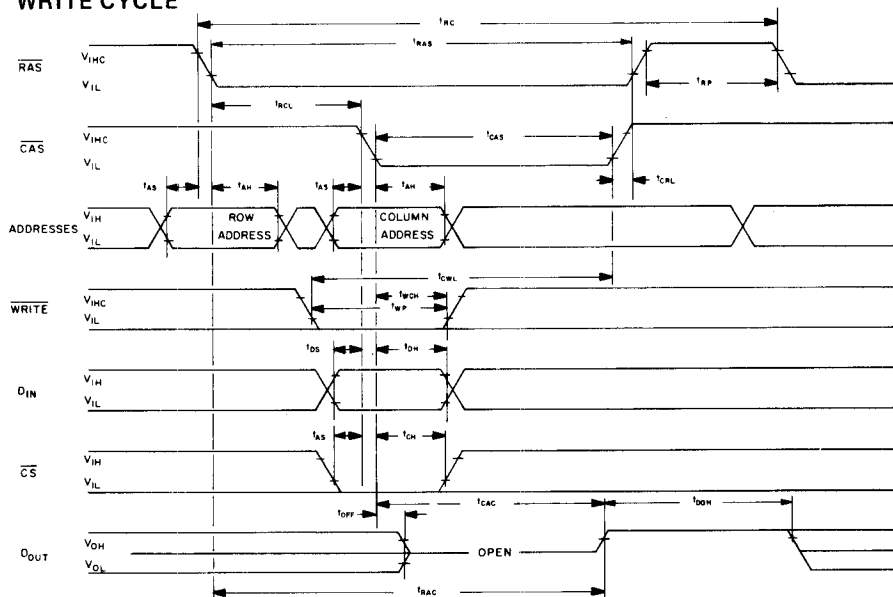 WRITE CYCLE
tRC
tRAS
RAS
VIHC
VIL
tRP
tRCL
CAS
VIHC
VIL
tCAS
tCRL
tAS
tAH
tAS
tAH
ADDRESSES
VIH
VIL
ROW
ADDRESS
COLUMN
ADDRESS
tCWL
WRITE
VIHC
VIL
tWCH
tWP
tDS
tDH
DIN
VIH
VIL
tAS
tCH
CS
VIH
VIL
tCAC
tOFF
tDOH
DOUT
VOH
VOL
OPEN
tRAC